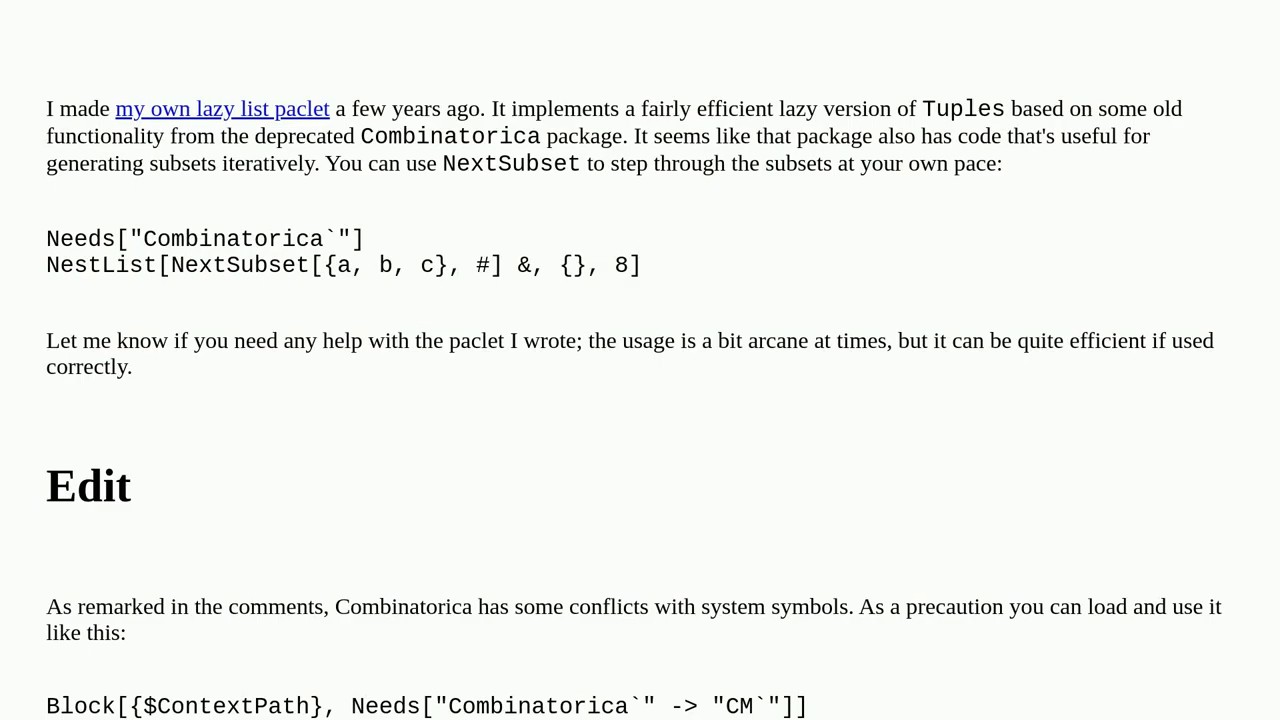 I made my own lazy list paclet a few years ago. It implements a fairly efficient lazy version of Tuples based on some old
functionality from the deprecated Combinatorica package. It seems like that package also has code that's useful for
generating subsets iteratively. You can use NextSubset to step through the subsets at your own pace:
Needs["Combinatorica`"]
NestList[NextSubset[{a, b, c}, #] &, {}, 8]
Let me know if you need any help with the paclet I wrote; the usage is a bit arcane at times, but it can be quite efficient if used
correctly.
Edit
As remarked in the comments, Combinatorica has some conflicts with system symbols. As a precaution you can load and use it
like this:
Block[{$ContextPath}, Needs["Combinatorica`" -> "CM`"]]